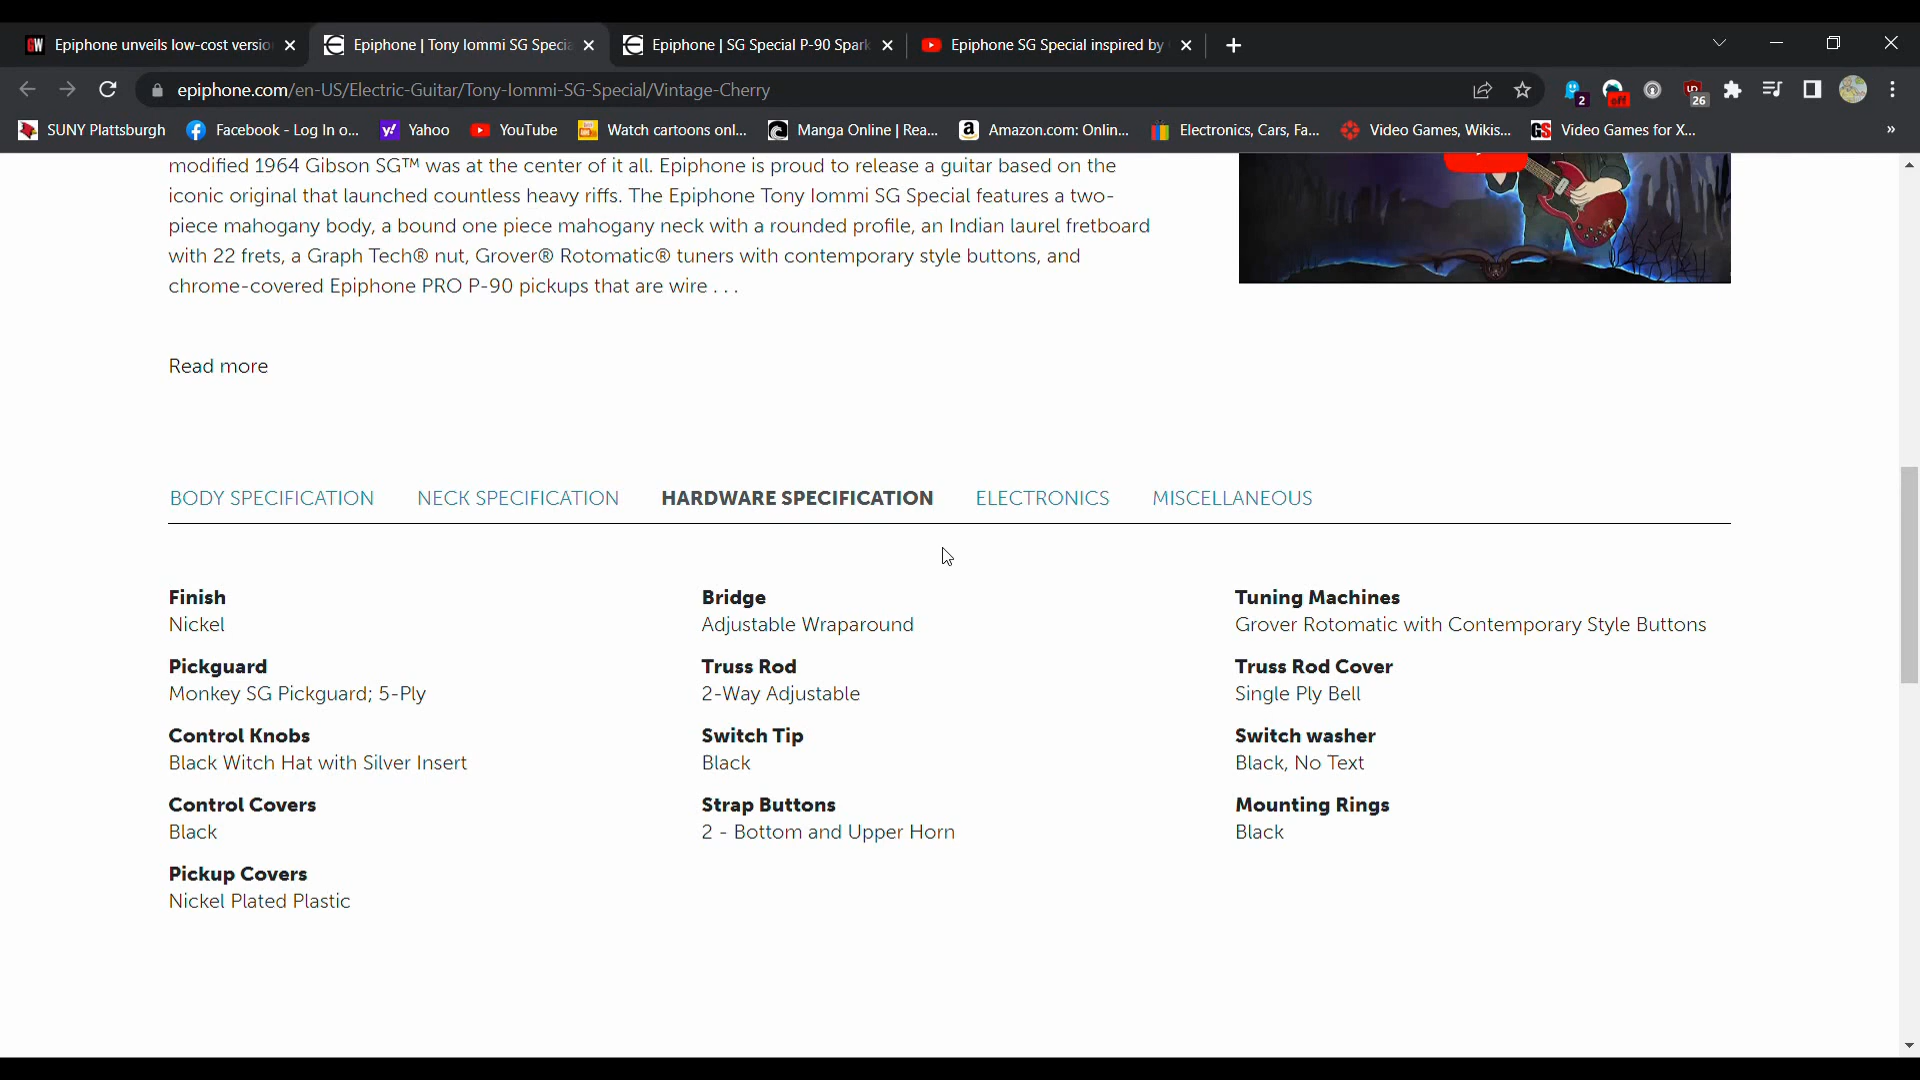 Epiphone unveils low-cost versio
Epiphone | Tony Iommi SG Specia
Epiphone | SG Special P-90 Spark
Epiphone SG Special inspired by
epiphone.com/en-US/Electric-Guitar/Tony-Iommi-SG-Special/Vintage-Cherry
2
off
26
SUNY Plattsburgh
Facebook - Log In o...
Yahoo
YouTube
Watch cartoons onl...
Manga Online | Rea...
Amazon.com: Onlin...
Electronics, Cars, Fa...
Video Games, Wikis...
Video Games for X...
»
modified 1964 Gibson SG™ was at the center of it all. Epiphone is proud to release a guitar based on the
iconic original that launched countless heavy riffs. The Epiphone Tony Iommi SG Special features a two-
piece mahogany body, a bound one piece mahogany neck with a rounded profile, an Indian laurel fretboard
with 22 frets, a Graph Tech® nut, Grover® Rotomatic® tuners with contemporary style buttons, and
chrome-covered Epiphone PRO P-90 pickups that are wire . . .
Read more
BODY SPECIFICATION
NECK SPECIFICATION
HARDWARE SPECIFICATION
ELECTRONICS
MISCELLANEOUS
Finish
Nickel
Bridge
Adjustable Wraparound
Tuning Machines
Grover Rotomatic with Contemporary Style Buttons
Pickguard
Monkey SG Pickguard; 5-Ply
Truss Rod
2-Way Adjustable
Truss Rod Cover
Single Ply Bell
Control Knobs
Black Witch Hat with Silver Insert
Switch Tip
Black
Switch washer
Black, No Text
Control Covers
Black
Strap Buttons
2 - Bottom and Upper Horn
Mounting Rings
Black
Pickup Covers
Nickel Plated Plastic